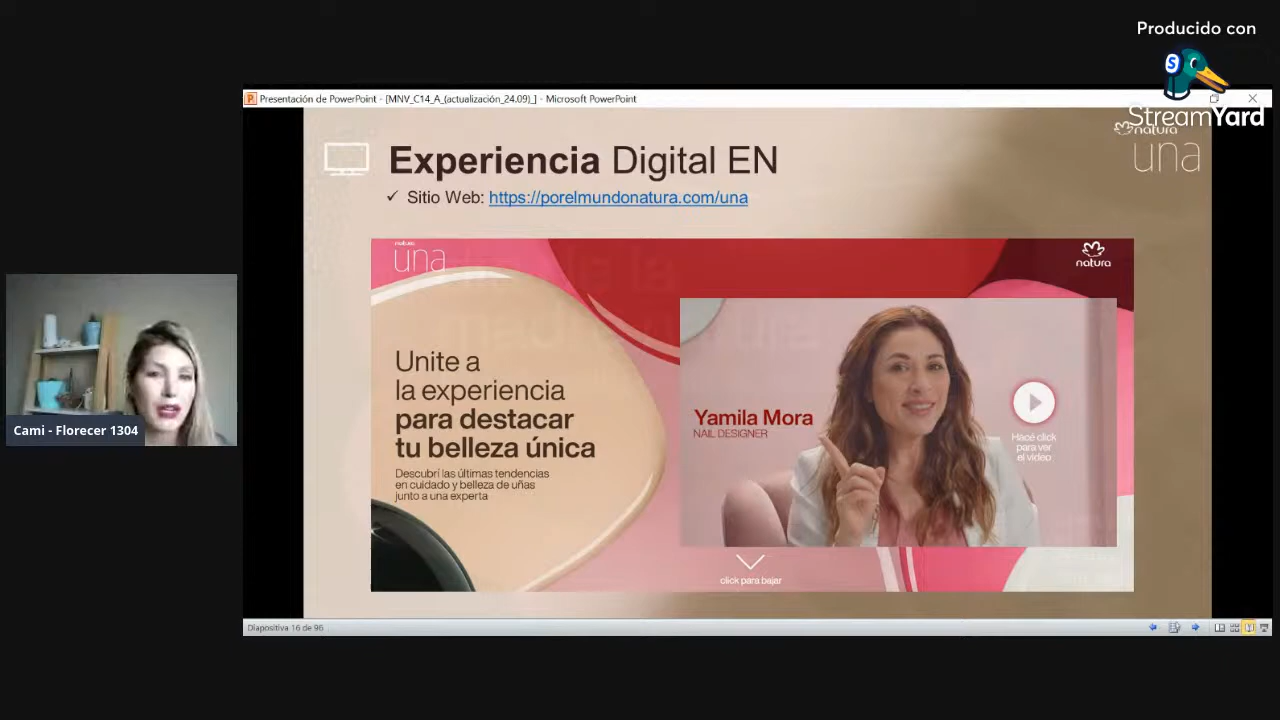 Producido con
StreamYard
Presentación de PowerPoint - [MNV_C14_A_(actualización_24.09)_] - Microsoft PowerPoint
natura
una
Experiencia Digital EN
✓ Sitio Web: https://porelmundonatura.com/una
natura
una
natura
Unite a
la experiencia
para destacar
tu belleza única
Descubrí las últimas tendencias
en cuidado y belleza de uñas
junto a una experta
Yamila Mora
NAIL DESIGNER
Hacé click
para ver
el video
click para bajar
Cami - Florecer 1304
Diapositiva 16 de 96